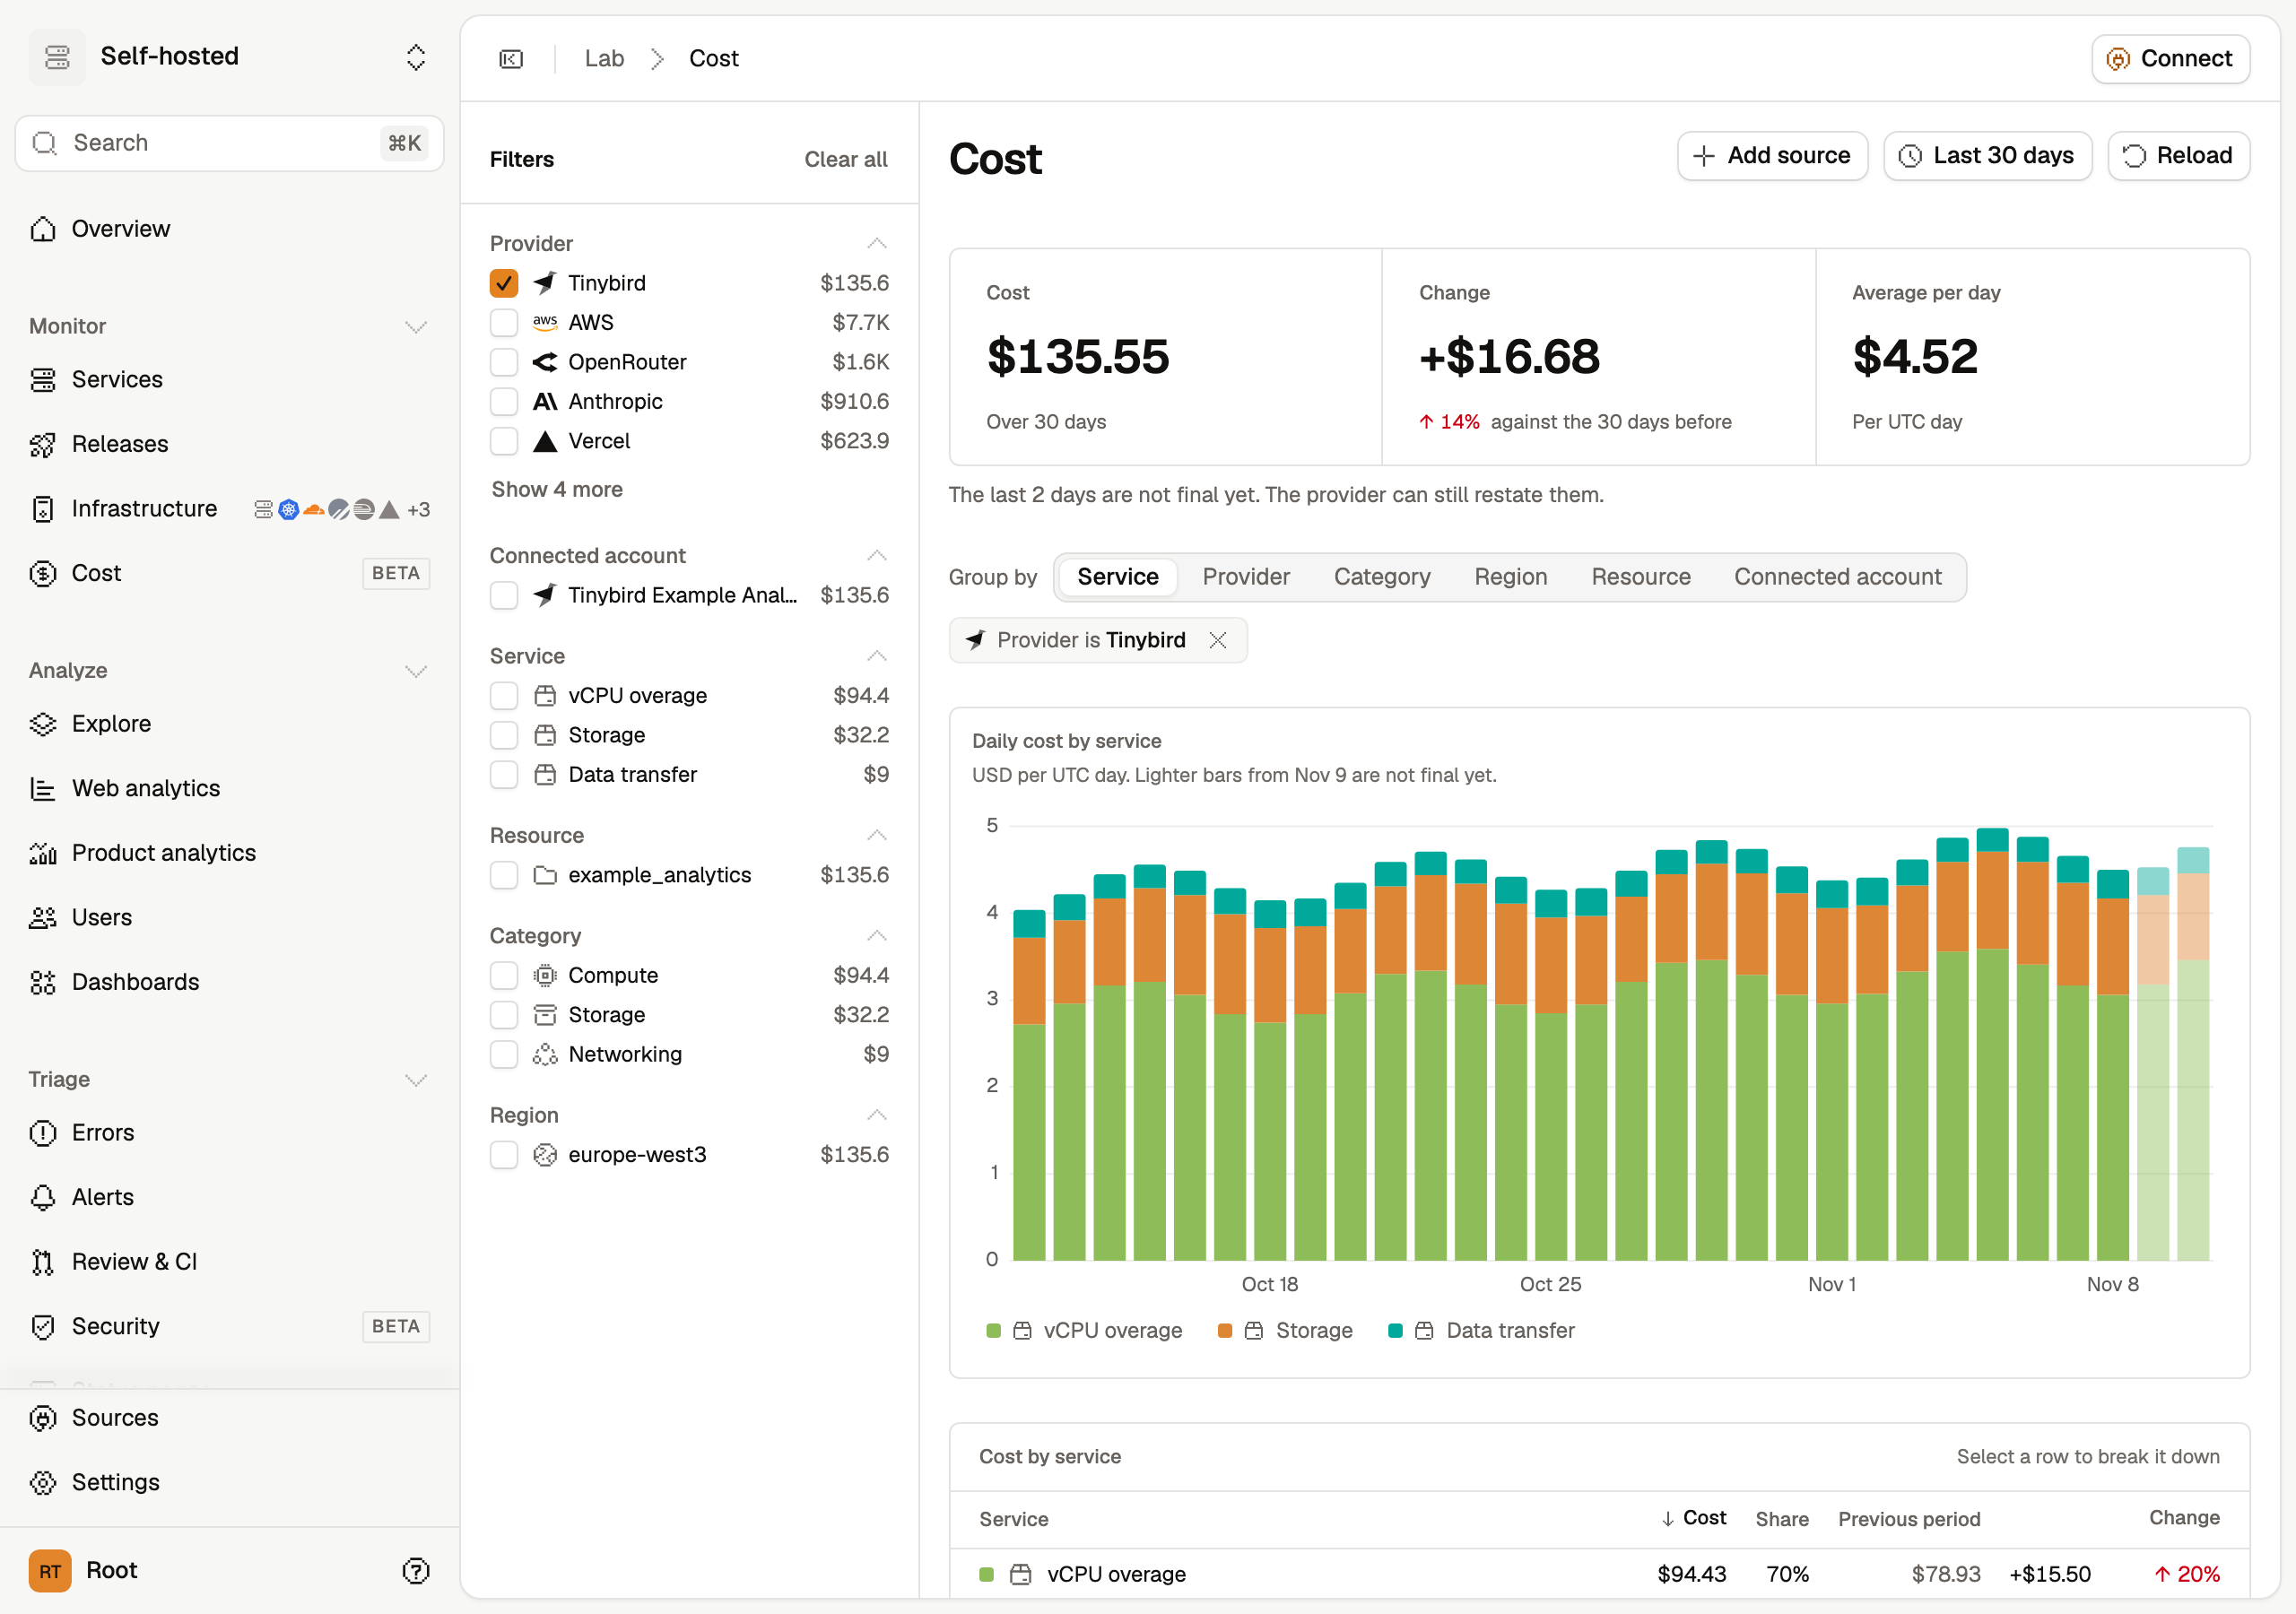 Self-hosted
Search ⌘K
Overview
Monitor
Services
Releases
Infrastructure +3
Cost BETA
Analyze
Explore
Web analytics
Product analytics
Users
Dashboards
Triage
Errors
Alerts
Review & CI
Security BETA
Sources
Settings
RT Root
Lab Cost
Connect
Filters Clear all
Provider
Tinybird $135.6
aws AWS $7.7K
OpenRouter $1.6K
Anthropic $910.6
Vercel $623.9
Show 4 more
Connected account
Tinybird Example Anal... $135.6
Service
vCPU overage $94.4
Storage $32.2
Data transfer $9
Resource
example_analytics $135.6
Category
Compute $94.4
Storage $32.2
Networking $9
Region
europe-west3 $135.6
Cost
Add source Last 30 days Reload
Cost
$135.55
Over 30 days
Change
+$16.68
↑ 14% against the 30 days before
Average per day
$4.52
Per UTC day
The last 2 days are not final yet. The provider can still restate them.
Group by Service Provider Category Region Resource Connected account
Provider is Tinybird
Daily cost by service
USD per UTC day. Lighter bars from Nov 9 are not final yet.
5
4
3
2
1
0
Oct 18 Oct 25 Nov 1 Nov 8
vCPU overage Storage Data transfer
Cost by service Select a row to break it down
Service ↓ Cost Share Previous period Change
vCPU overage $94.43 70% $78.93 +$15.50 ↑ 20%